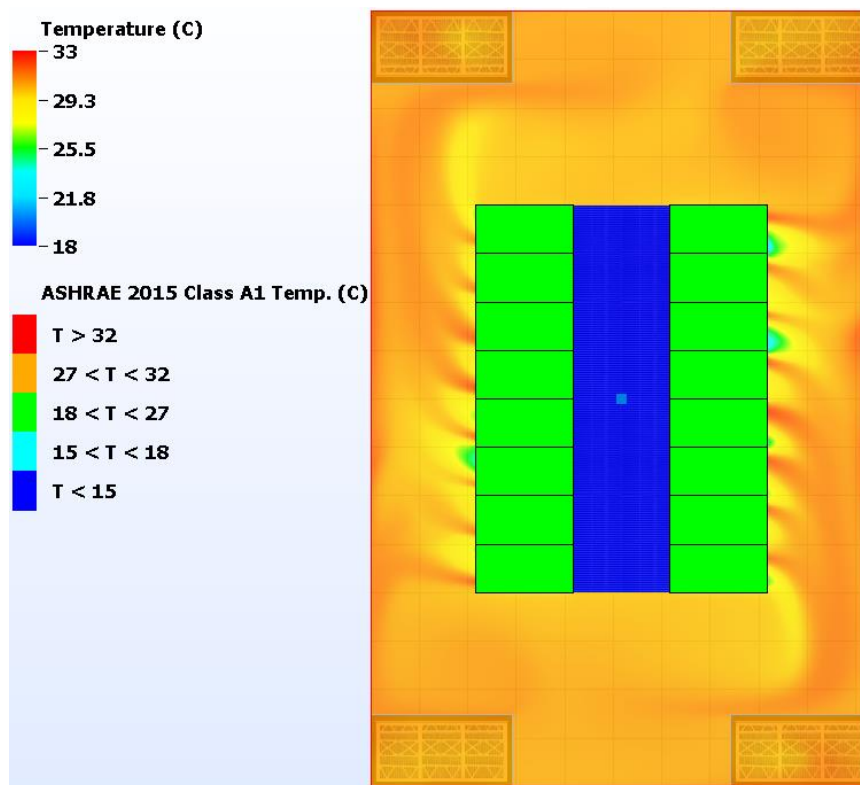 Temperature (C)
33
29.3
25.5
21.8
18
ASHRAE 2015 Class A1 Temp. (C)
T > 32
27 < T < 32
18 < T < 27
15 < T < 18
T < 15